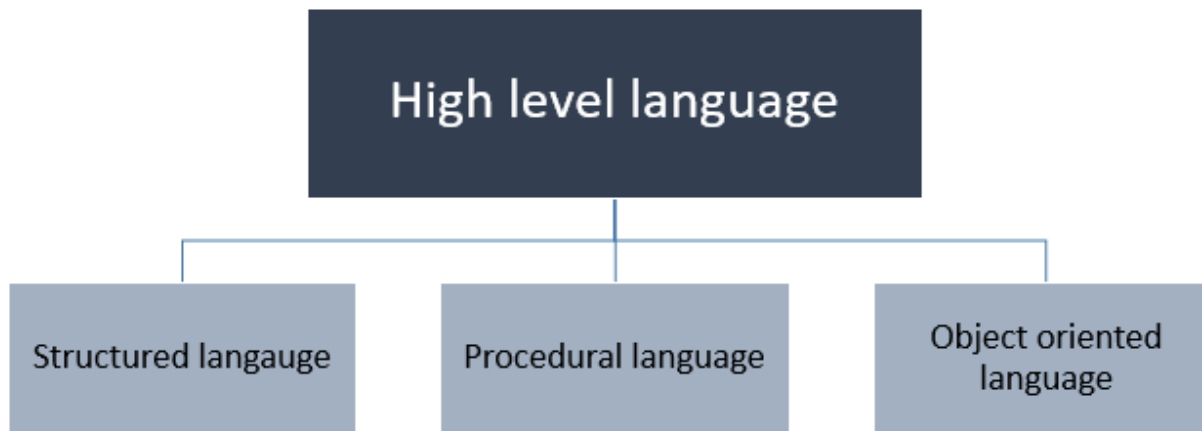 High level language
Structured langauge
Procedural language
Object oriented
language